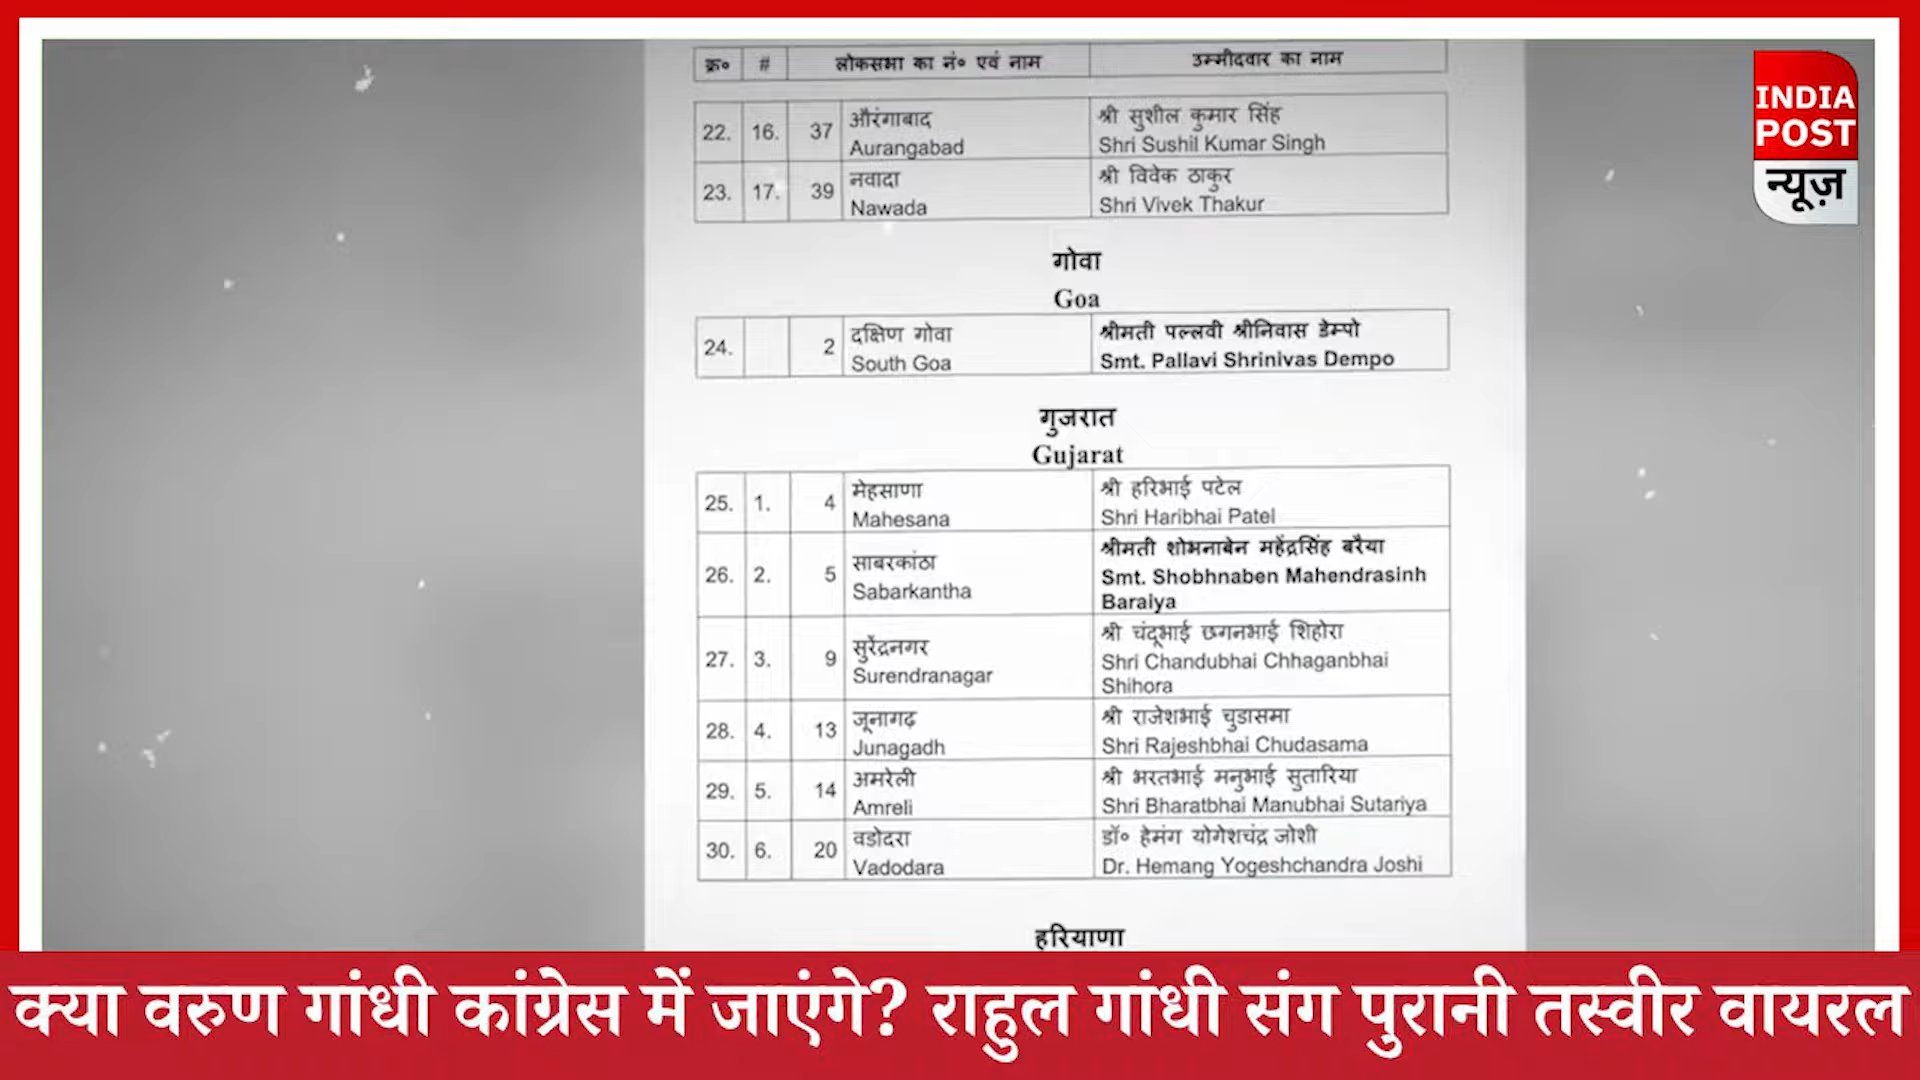 क्र० # लोकसभा का नं० एवं नाम उम्मीदवार का नाम
22. 16. 37 औरंगाबाद श्री सुशील कुमार सिंह
Aurangabad Shri Sushil Kumar Singh
23. 17. 39 नवादा श्री विवेक ठाकुर
Nawada Shri Vivek Thakur
गोवा
Goa
24. 2 दक्षिण गोवा श्रीमती पल्लवी श्रीनिवास डेम्पो
South Goa Smt. Pallavi Shrinivas Dempo
गुजरात
Gujarat
25. 1. 4 मेहसाणा श्री हरिभाई पटेल
Mahesana Shri Haribhai Patel
26. 2. 5 साबरकांठा श्रीमती शोभनाबेन महेंद्रसिंह बरैया
Sabarkantha Smt. Shobhnaben Mahendrasinh
Baraiya
27. 3. 9 सुरेंद्रनगर श्री चंदूभाई छगनभाई शिहोरा
Surendranagar Shri Chandubhai Chhaganbhai
Shihora
28. 4. 13 जूनागढ़ श्री राजेशभाई चुडासमा
Junagadh Shri Rajeshbhai Chudasama
29. 5. 14 अमरेली श्री भरतभाई मनुभाई सुतारिया
Amreli Shri Bharatbhai Manubhai Sutariya
30. 6. 20 वडोदरा डॉ० हेमंग योगेशचंद्र जोशी
Vadodara Dr. Hemang Yogeshchandra Joshi
हरियाणा
INDIA
POST
न्यूज़
क्या वरुण गांधी कांग्रेस में जाएंगे? राहुल गांधी संग पुरानी तस्वीर वायरल